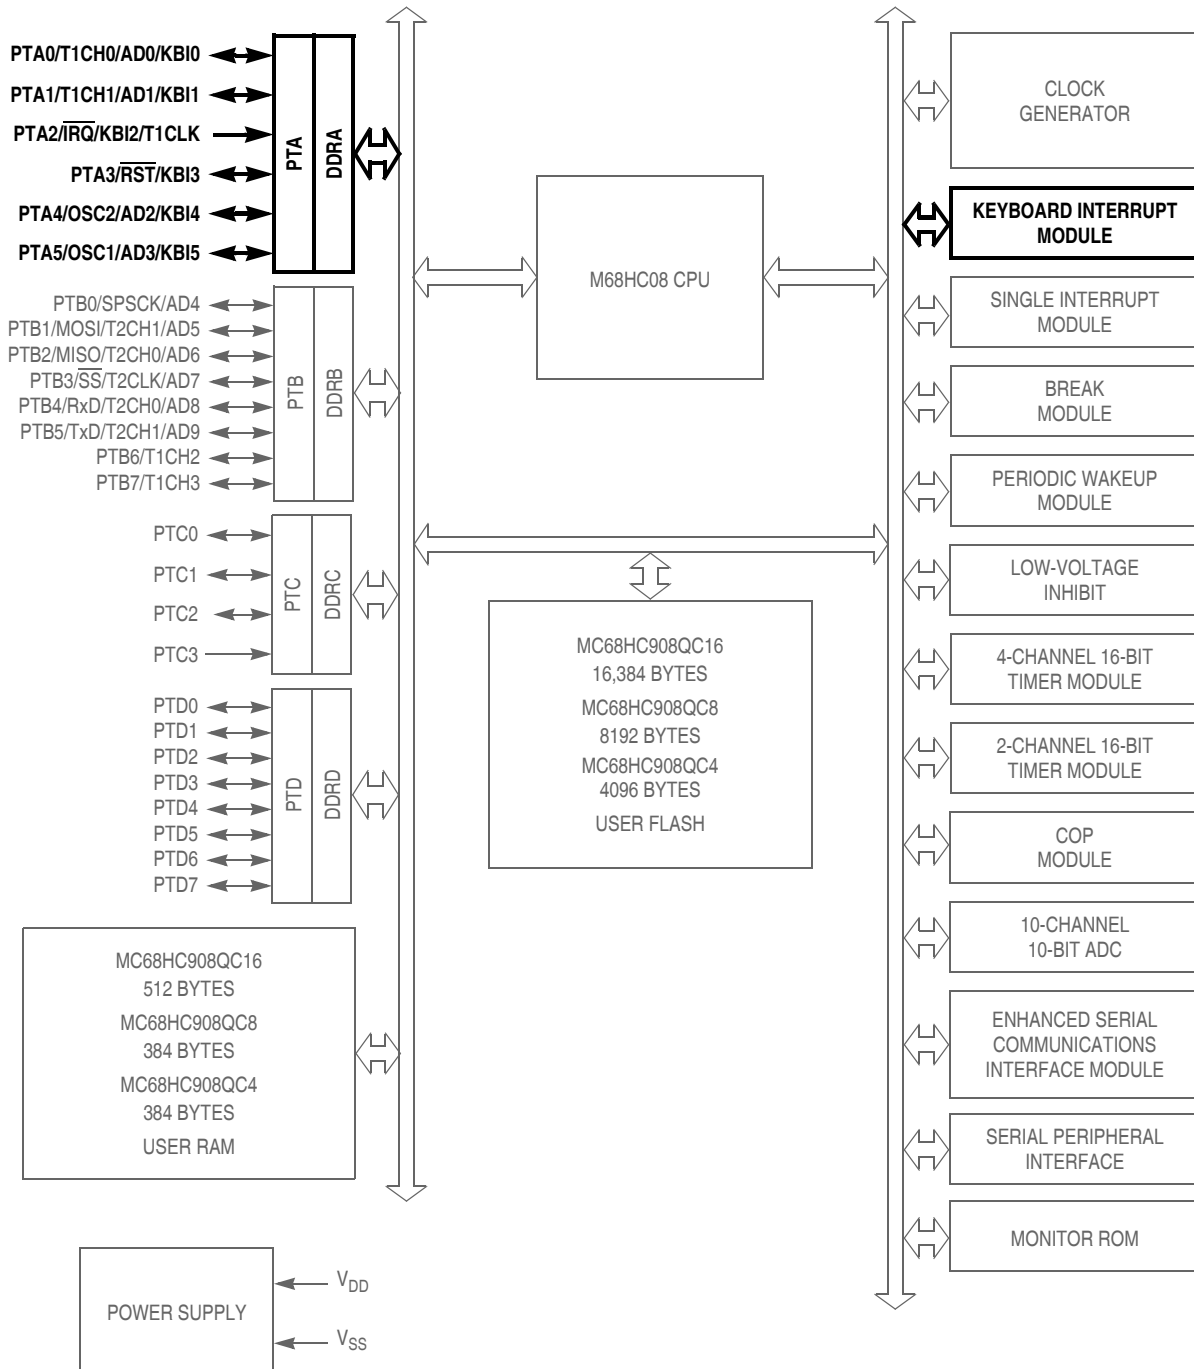 PTA0/T1CH0/AD0/KBI0
PTA1/T1CH1/AD1/KBI1
PTA2/IRQ/KBI2/T1CLK
PTA3/RST/KBI3
PTA4/OSC2/AD2/KBI4
PTA5/OSC1/AD3/KBI5
PTA
DDRA
PTB0/SPSCK/AD4
PTB1/MOSI/T2CH1/AD5
PTB2/MISO/T2CH0/AD6
PTB3/SS/T2CLK/AD7
PTB4/RxD/T2CH0/AD8
PTB5/TxD/T2CH1/AD9
PTB6/T1CH2
PTB7/T1CH3
PTB
DDRB
PTC0
PTC1
PTC2
PTC3
PTC
DDRC
PTD0
PTD1
PTD2
PTD3
PTD4
PTD5
PTD6
PTD7
PTD
DDRD
MC68HC908QC16
512 BYTES
MC68HC908QC8
384 BYTES
MC68HC908QC4
384 BYTES
USER RAM
POWER SUPPLY
VDD
VSS
M68HC08 CPU
MC68HC908QC16
16,384 BYTES
MC68HC908QC8
8192 BYTES
MC68HC908QC4
4096 BYTES
USER FLASH
CLOCK
GENERATOR
KEYBOARD INTERRUPT
MODULE
SINGLE INTERRUPT
MODULE
BREAK
MODULE
PERIODIC WAKEUP
MODULE
LOW-VOLTAGE
INHIBIT
4-CHANNEL 16-BIT
TIMER MODULE
2-CHANNEL 16-BIT
TIMER MODULE
COP
MODULE
10-CHANNEL
10-BIT ADC
ENHANCED SERIAL
COMMUNICATIONS
INTERFACE MODULE
SERIAL PERIPHERAL
INTERFACE
MONITOR ROM